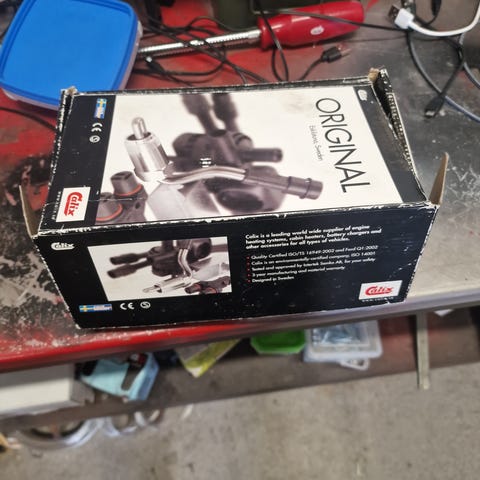 ORIGINAL
Eskilstuna, Sweden
CE
Calix
Calix
Calix is a leading world wide supplier of engine
heating systems, cabin heaters, battery chargers and
other accessories for all types of vehicles.
• Quality Certified ISO/TS 16949:2002 and Ford Q1:2002
• Calix is an environmentally-certified company, ISO 14001
• Tested and approved by Intertek Semko Ab, for your safety
• 3-year manufacturing and material warranty.
• Designed in Sweden.
CE
Calix